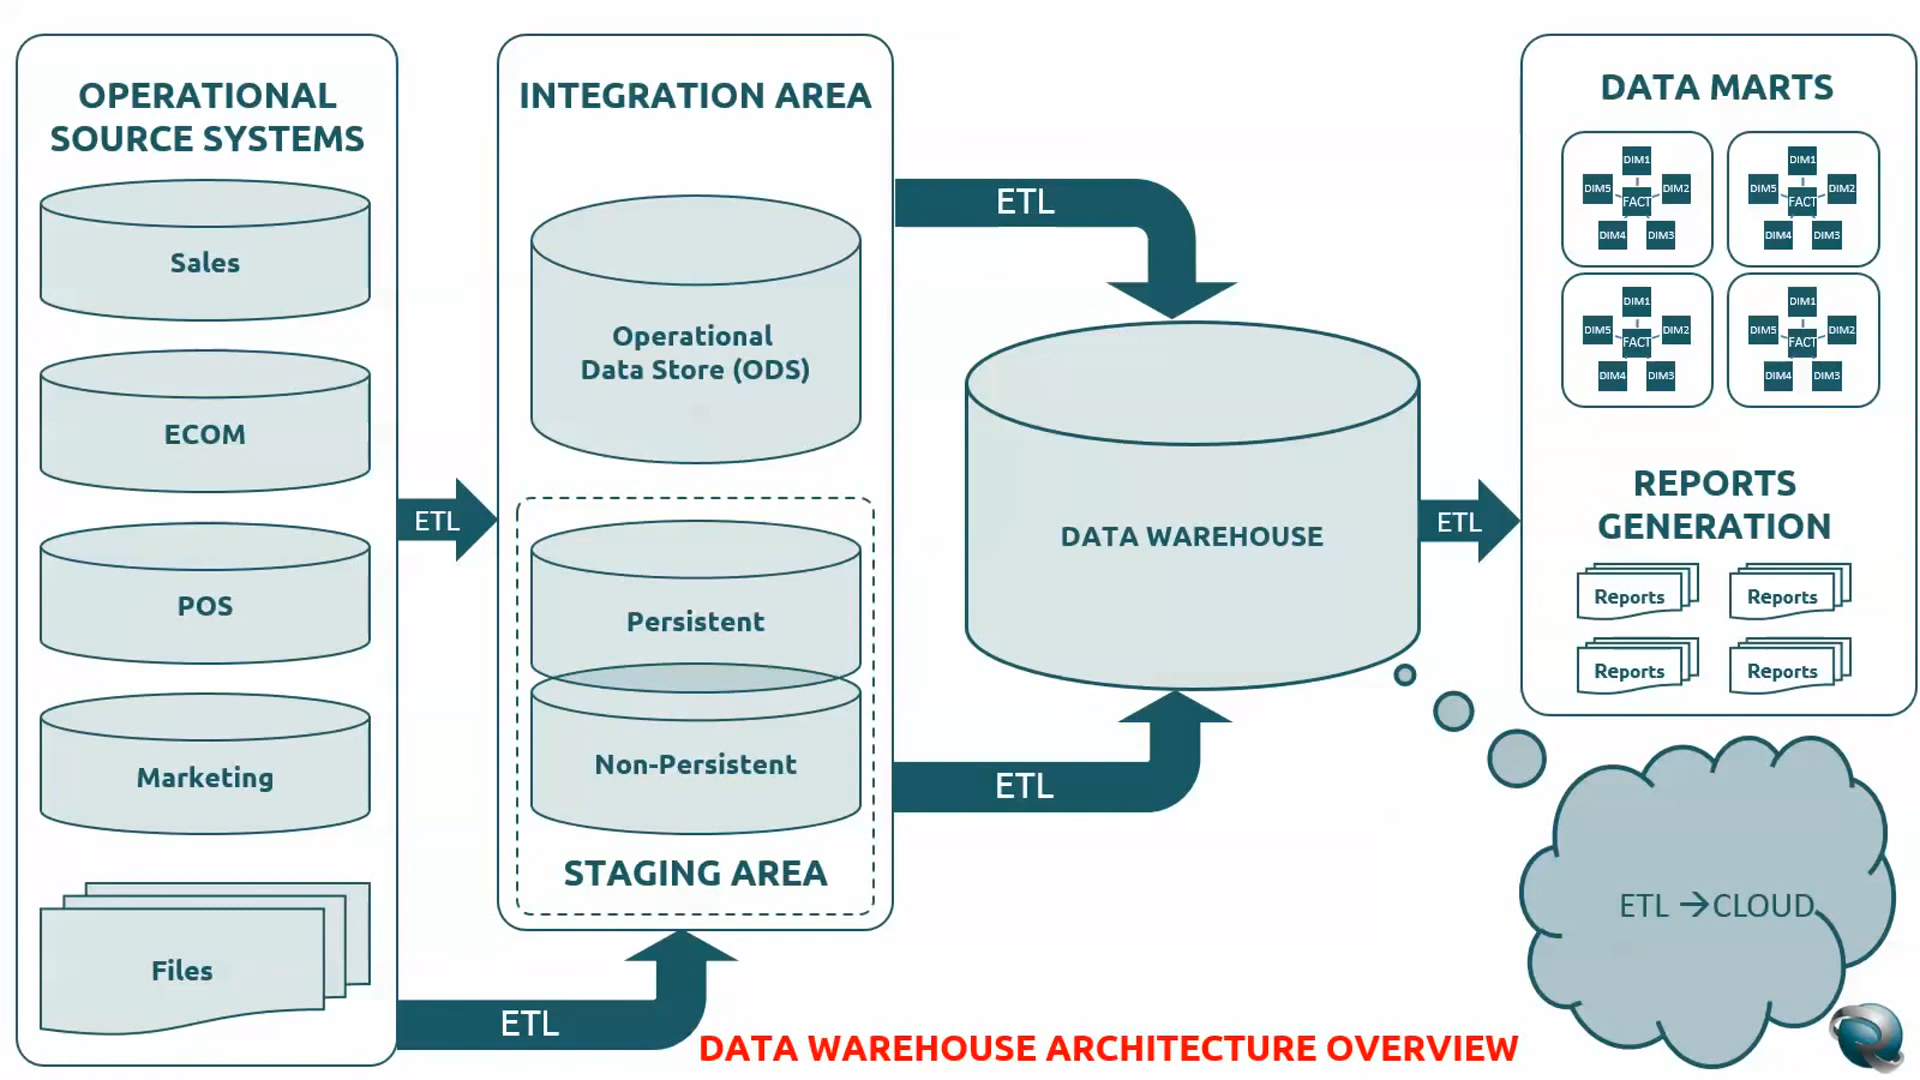 OPERATIONAL
SOURCE SYSTEMS
Sales
ECOM
POS
Marketing
Files
ETL
ETL
INTEGRATION AREA
Operational
Data Store (ODS)
Persistent
Non-Persistent
STAGING AREA
ETL
ETL
DATA WAREHOUSE
ETL
DATA MARTS
DIM1
DIM5
DIM2
FACT
DIM4
DIM3
DIM1
DIM5
DIM2
FACT
DIM4
DIM3
DIM1
DIM5
DIM2
FACT
DIM4
DIM3
DIM1
DIM5
DIM2
FACT
DIM4
DIM3
REPORTS
GENERATION
Reports
Reports
Reports
Reports
ETL →CLOUD
DATA WAREHOUSE ARCHITECTURE OVERVIEW